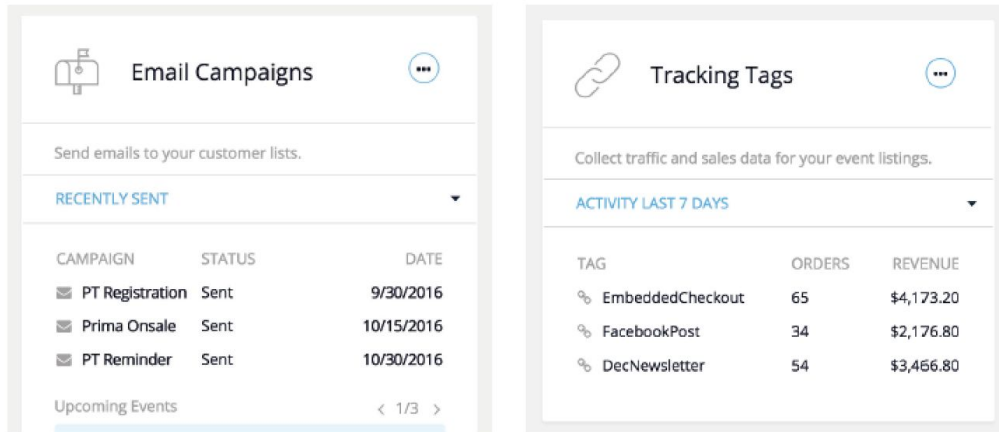 Email Campaigns
Send emails to your customer lists.
RECENTLY SENT
CAMPAIGN STATUS DATE
PT Registration Sent 9/30/2016
Prima Onsale Sent 10/15/2016
PT Reminder Sent 10/30/2016
Upcoming Events < 1/3 >
Tracking Tags
Collect traffic and sales data for your event listings.
ACTIVITY LAST 7 DAYS
TAG ORDERS REVENUE
EmbeddedCheckout 65 $4,173.20
FacebookPost 34 $2,176.80
DecNewsletter 54 $3,466.80